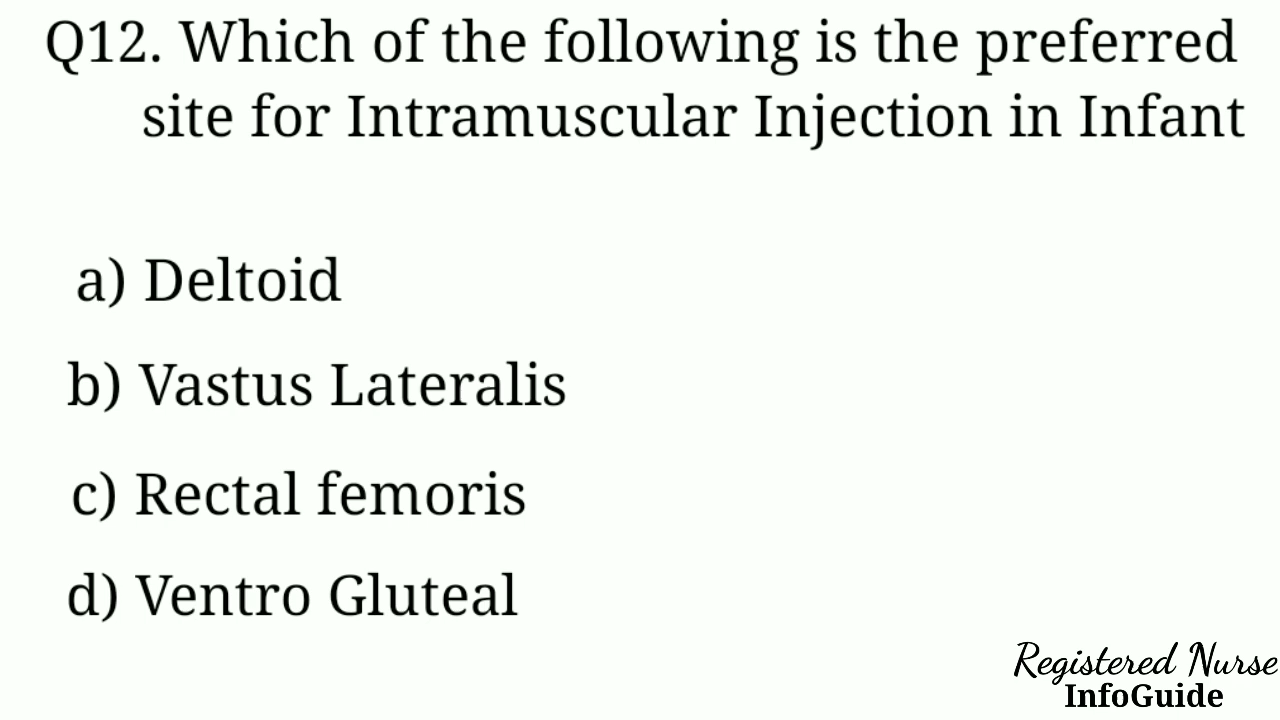 Q12. Which of the following is the preferred
site for Intramuscular Injection in Infant
a) Deltoid
b) Vastus Lateralis
c) Rectal femoris
d) Ventro Gluteal
Registered Nurse
InfoGuide